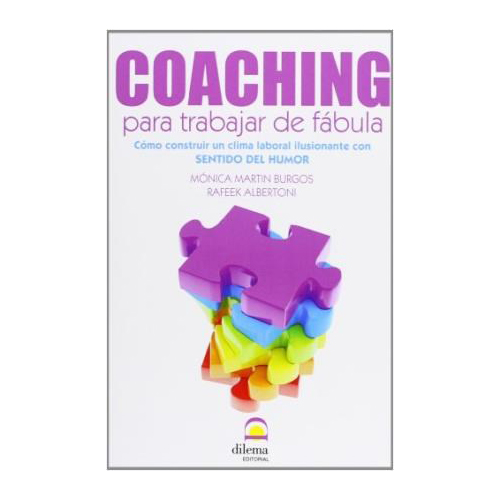 COACHING
para trabajar de fábula
Cómo construir un clima laboral ilusionante con
SENTIDO DEL HUMOR
MÓNICA MARTIN BURGOS
RAFEEK ALBERTONI
dilema
EDITORIAL